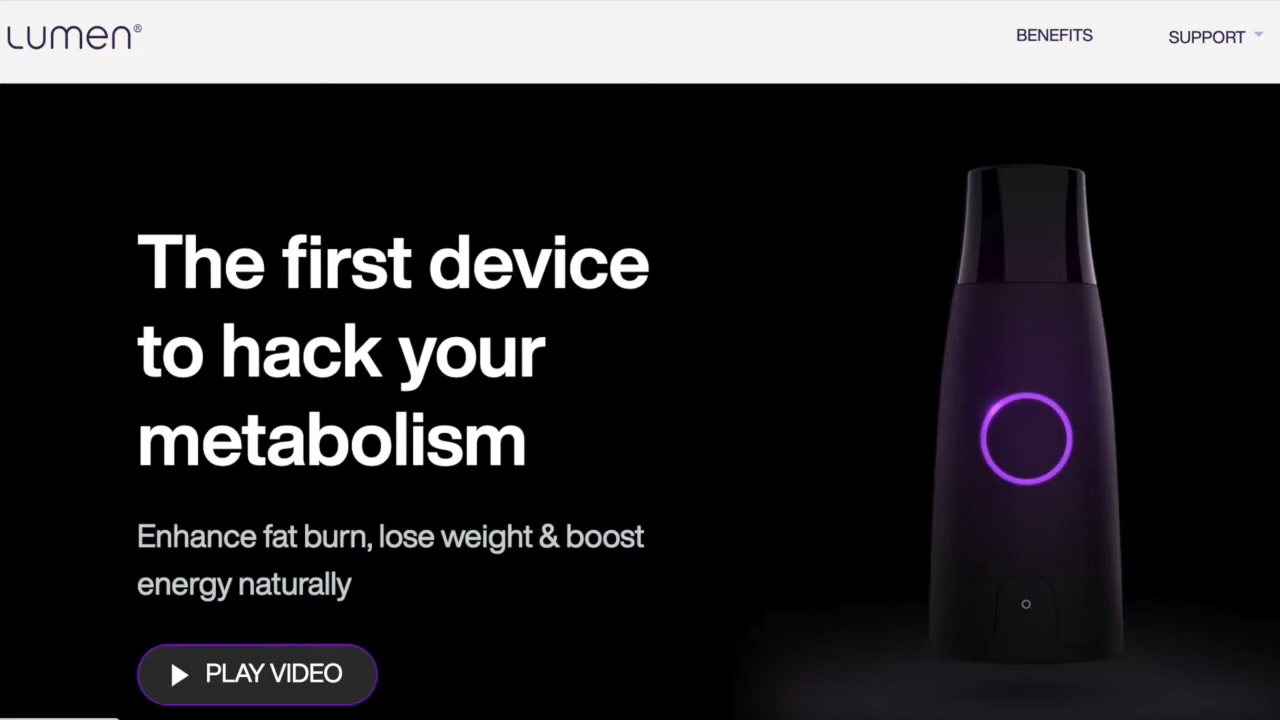 Lumen®
BENEFITS
SUPPORT
The first device
to hack your
metabolism
Enhance fat burn, lose weight & boost
energy naturally
PLAY VIDEO